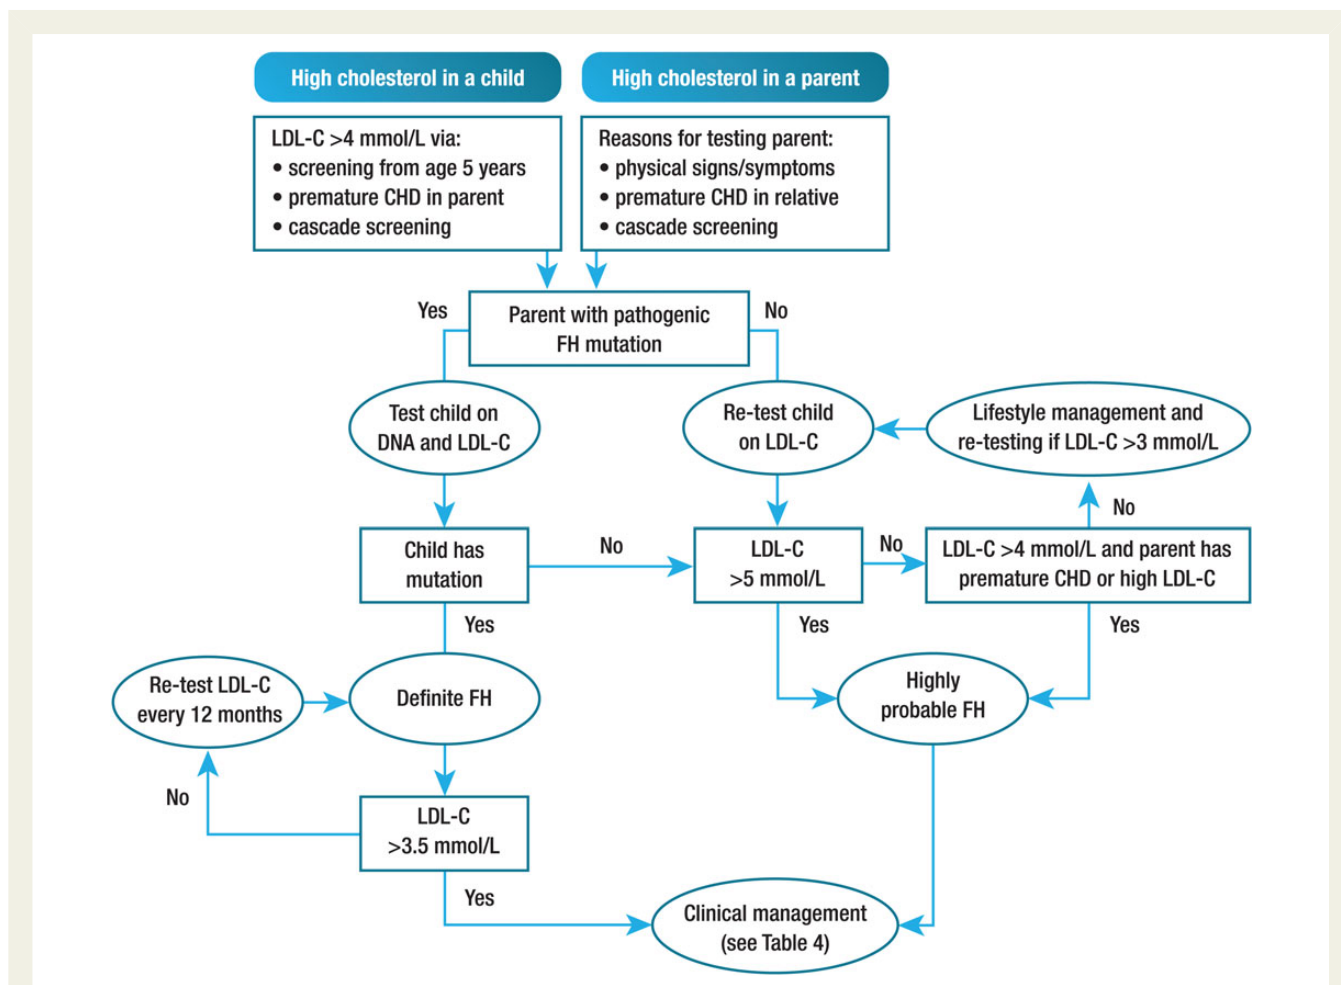 High cholesterol in a child
High cholesterol in a parent
LDL-C >4 mmol/L via:
• screening from age 5 years
• premature CHD in parent
• cascade screening
Reasons for testing parent:
• physical signs/symptoms
• premature CHD in relative
• cascade screening
Yes
Parent with pathogenic
FH mutation
No
Test child on
DNA and LDL-C
Re-test child
on LDL-C
Lifestyle management and
re-testing if LDL-C >3 mmol/L
No
Child has
mutation
No
LDL-C
>5 mmol/L
No
LDL-C >4 mmol/L and parent has
premature CHD or high LDL-C
Yes
Yes
Yes
Re-test LDL-C
every 12 months
Definite FH
Highly
probable FH
No
LDL-C
>3.5 mmol/L
Yes
Clinical management
(see Table 4)